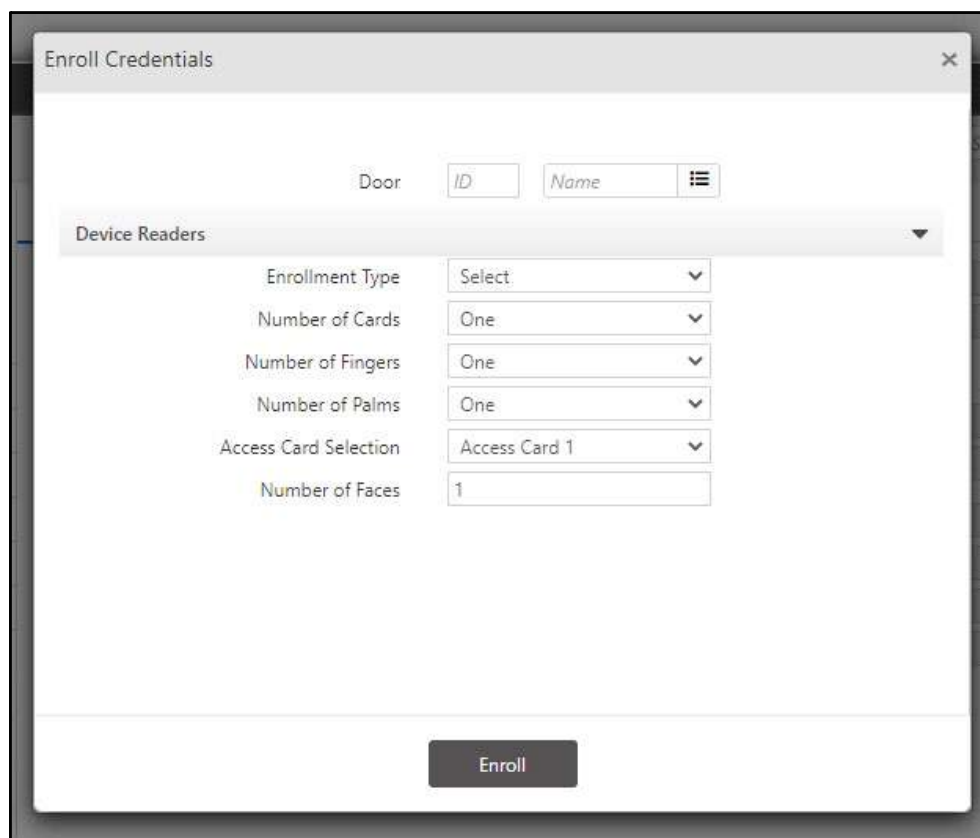 Enroll Credentials ×
Door ID Name
Device Readers
Enrollment Type Select
Number of Cards One
Number of Fingers One
Number of Palms One
Access Card Selection Access Card 1
Number of Faces 1
Enroll